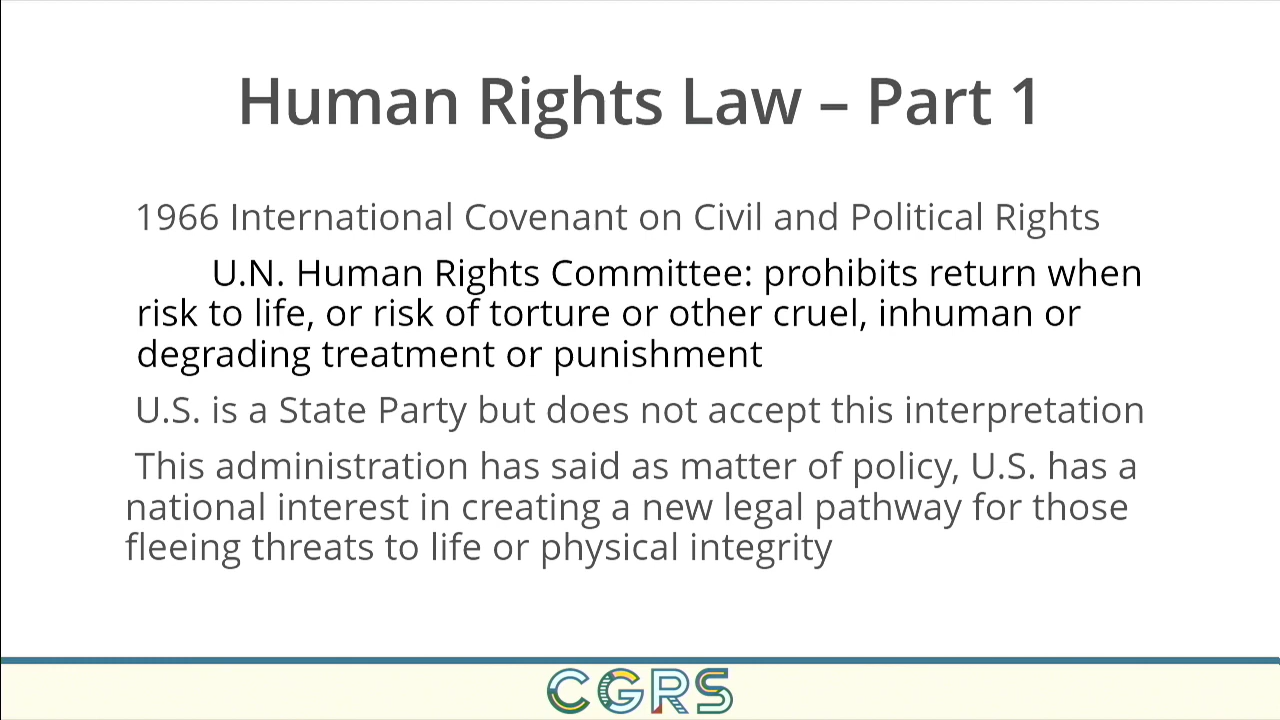 Human Rights Law – Part 1
1966 International Covenant on Civil and Political Rights
U.N. Human Rights Committee: prohibits return when
risk to life, or risk of torture or other cruel, inhuman or
degrading treatment or punishment
U.S. is a State Party but does not accept this interpretation
This administration has said as matter of policy, U.S. has a
national interest in creating a new legal pathway for those
fleeing threats to life or physical integrity
CGRS